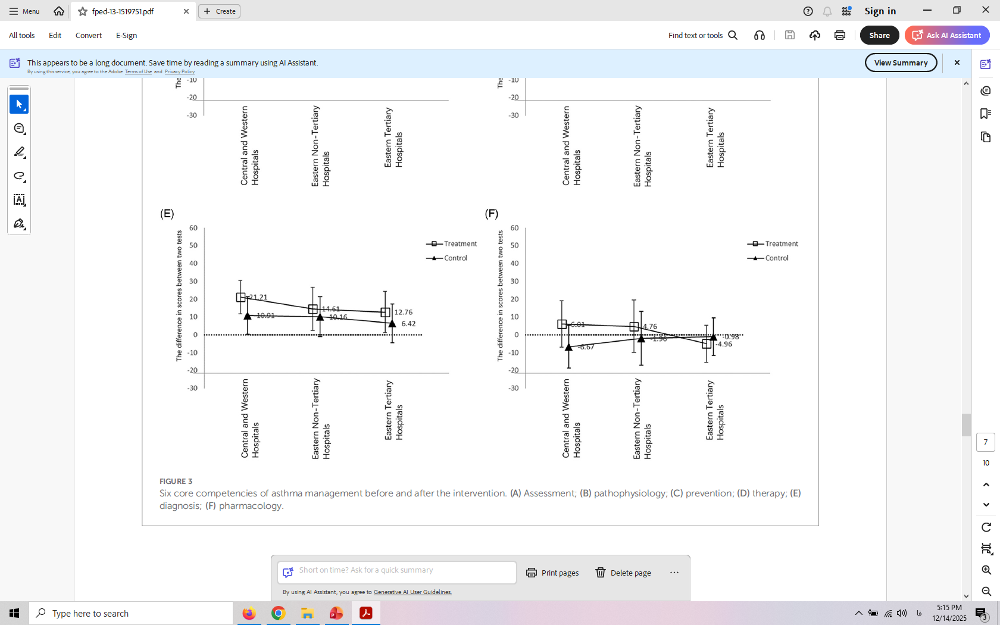 Menu
fped-13-1519751.pdf
Create
Sign in
All tools
Edit
Convert
E-Sign
Find text or tools
Share
Ask AI Assistant
This appears to be a long document. Save time by reading a summary using AI Assistant.
By using this service, you agree to the Adobe Terms of Use and Privacy Policy
View Summary
The
-10
-20
-30
Central and Western
Hospitals
Eastern Non-Tertiary
Hospitals
Eastern Tertiary
Hospitals
The
-10
-20
-30
Central and Western
Hospitals
Eastern Non-Tertiary
Hospitals
Eastern Tertiary
Hospitals
(E)
The difference in scores between two tests
60
50
40
30
20
10
0
-10
-20
-30
Treatment
Control
21.21
14.61
12.76
10.91
10.16
6.42
Central and Western
Hospitals
Eastern Non-Tertiary
Hospitals
Eastern Tertiary
Hospitals
(F)
The difference in scores between two tests
60
50
40
30
20
10
0
-10
-20
-30
Treatment
Control
6.01
4.76
-4.96
-6.67
-1.96
-0.98
Central and Western
Hospitals
Eastern Non-Tertiary
Hospitals
Eastern Tertiary
Hospitals
FIGURE 3
Six core competencies of asthma management before and after the intervention. (A) Assessment; (B) pathophysiology; (C) prevention; (D) therapy; (E)
diagnosis; (F) pharmacology.
7
10
Short on time? Ask for a quick summary
Print pages
Delete page
By using AI Assistant, you agree to Generative AI User Guidelines.
Type here to search
فا
5:15 PM
12/14/2025
3